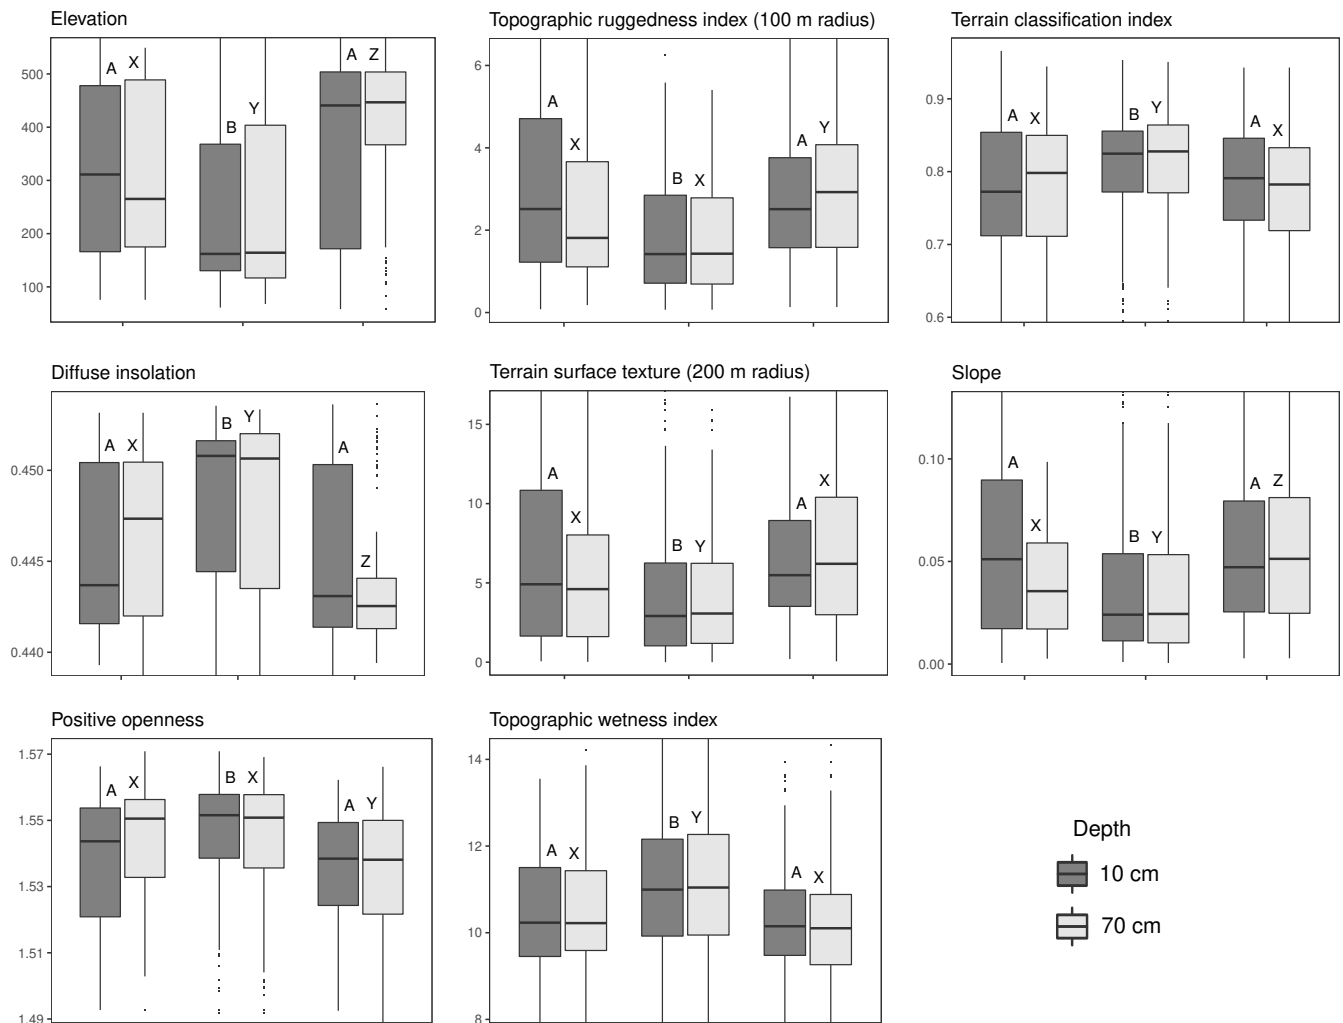 Elevation
500
400
300
200
100
A X
B Y
A Z
Topographic ruggedness index (100 m radius)
6
4
2
0
A X
B X
A Y
Terrain classification index
0.9
0.8
0.7
0.6
A X
B Y
A X
Diffuse insolation
0.450
0.445
0.440
A X
B Y
A Z
Terrain surface texture (200 m radius)
15
10
5
0
A X
B Y
A X
Slope
0.10
0.05
0.00
A X
B Y
A Z
Positive openness
1.57
1.55
1.53
1.51
1.49
A X
B X
A Y
Topographic wetness index
14
12
10
8
A X
B Y
A X
Depth
10 cm
70 cm